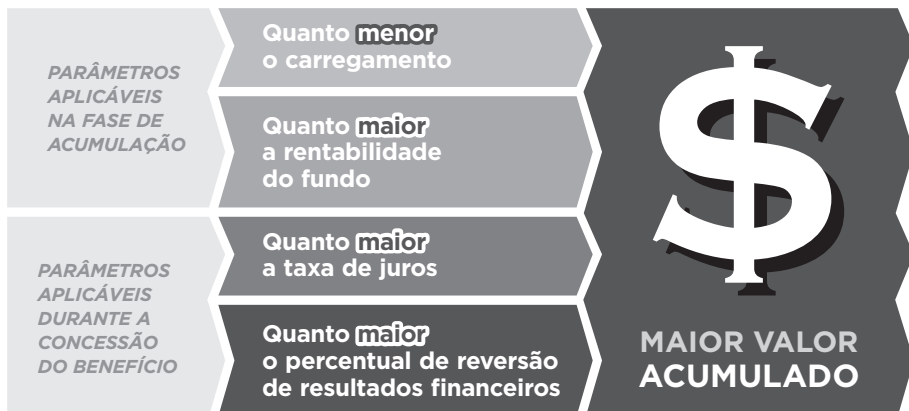 PARÂMETROS
APLICÁVEIS
NA FASE DE
ACUMULAÇÃO
Quanto menor
o carregamento
Quanto maior
a rentabilidade
do fundo
PARÂMETROS
APLICÁVEIS
DURANTE A
CONCESSÃO
DO BENEFÍCIO
Quanto maior
a taxa de juros
Quanto maior
o percentual de reversão
de resultados financeiros
$
MAIOR VALOR
ACUMULADO